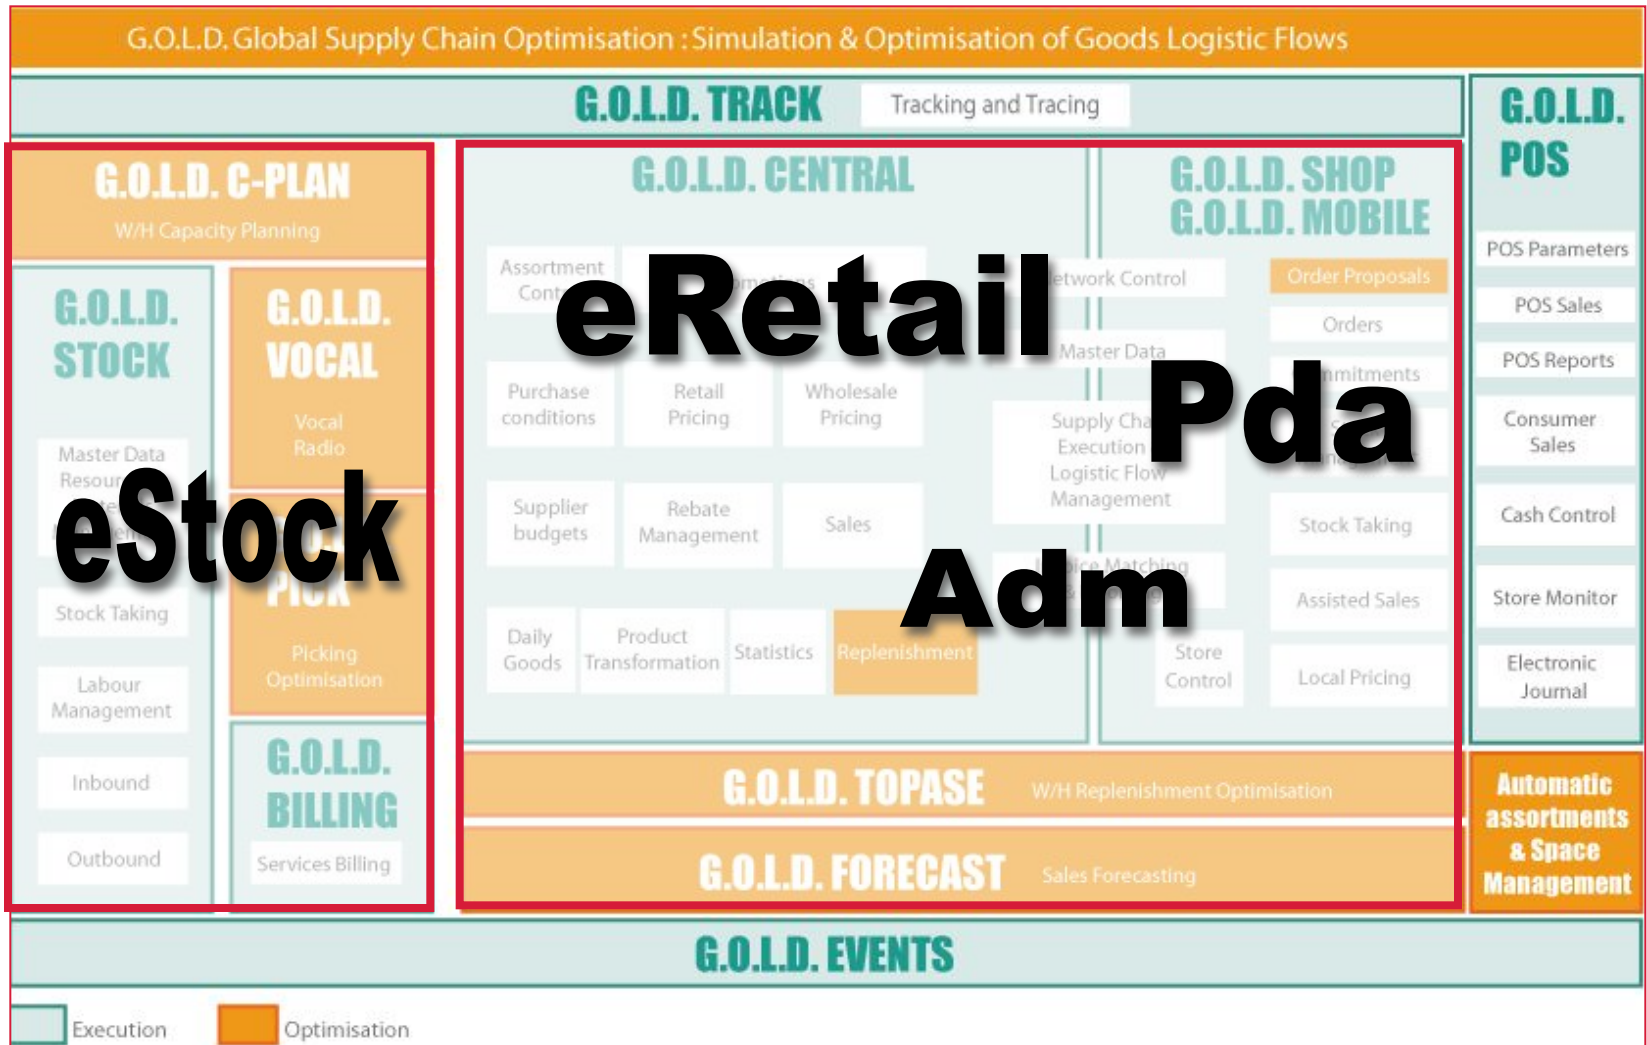 G.O.L.D. Global Supply Chain Optimisation : Simulation & Optimisation of Goods Logistic Flows
G.O.L.D. TRACK
Tracking and Tracing
G.O.L.D.
POS
POS Parameters
POS Sales
POS Reports
Consumer
Sales
Cash Control
Store Monitor
Electronic
Journal
G.O.L.D. C-PLAN
W/H Capacity Planning
G.O.L.D.
STOCK
Master Data
Stock Taking
Labour
Management
Inbound
Outbound
G.O.L.D.
VOCAL
Vocal
Radio
PICK
Picking
Optimisation
G.O.L.D.
BILLING
Services Billing
eStock
G.O.L.D. CENTRAL
Assortment
Purchase
conditions
Retail
Pricing
Wholesale
Pricing
Supplier
budgets
Rebate
Management
Sales
Daily
Goods
Product
Transformation
Statistics
Replenishment
Control
Master Data
Supply
Execution
Logistic Flow
Management
Matching
Store
Control
G.O.L.D. SHOP
G.O.L.D. MOBILE
Order Proposals
Orders
Stock Taking
Assisted Sales
Local Pricing
eRetail
Pda
Adm
G.O.L.D. TOPASE
W/H Replenishment Optimisation
G.O.L.D. FORECAST
Sales Forecasting
Automatic
assortments
& Space
Management
G.O.L.D. EVENTS
Execution
Optimisation